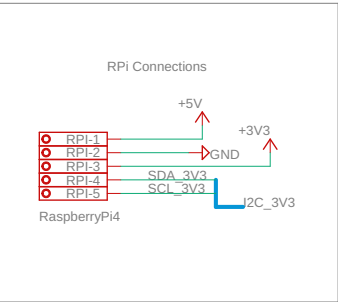 RPi Connections
+5V
+3V3
RPI-1
RPI-2
GND
RPI-3
RPI-4
SDA_3V3
RPI-5
SCL_3V3
I2C_3V3
RaspberryPi4